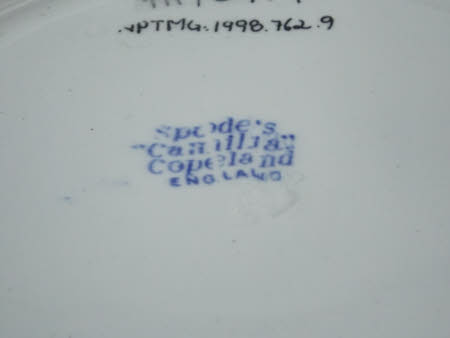 NPTMG:1998.762.9
Spode's
"Camilla"
Copeland
ENGLAND